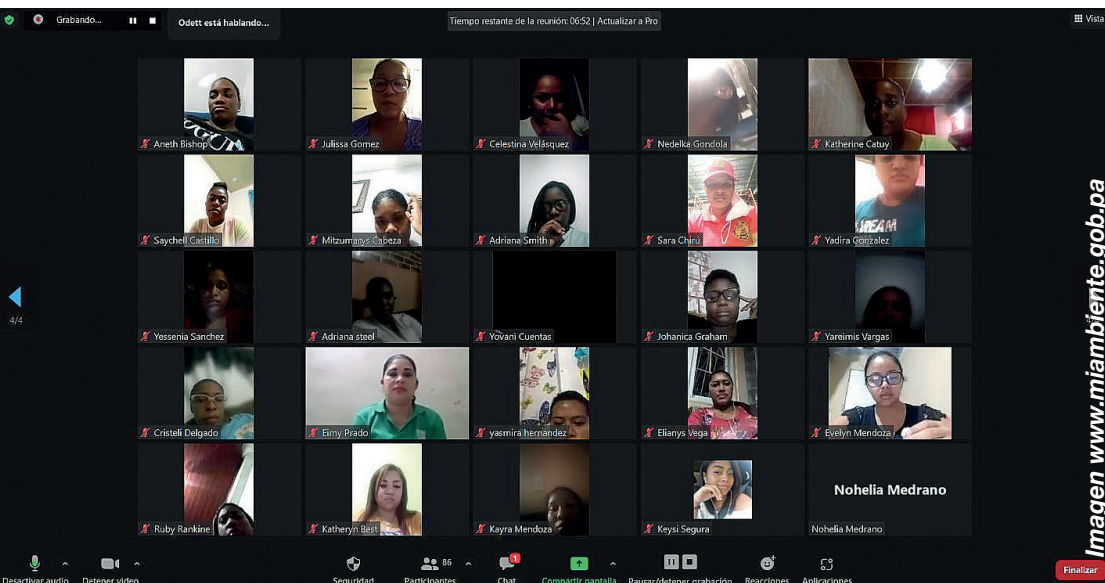 Grabando...
Odett está hablando...
Tiempo restante de la reunión: 06:52 | Actualizar a Pro
Vista
Aneth Bishop
Julissa Gomez
Celestina Velásquez
Nedelka Gondola
Katherine Catuy
Saychell Castillo
Mitzumarys Cabeza
Adriana Smith
Sara Chirú
Yadira Gonzalez
DREAM
4/4
Yessenia Sanchez
Adriana steel
Yovani Cuentas
Johanica Graham
Yareimis Vargas
Cristeli Delgado
Eimy Prado
yasmira hernandez
Elianys Vega
Evelyn Mendoza
Ruby Rankine
Katheryn Best
Kayra Mendoza
Keysi Segura
Nohelia Medrano
Nohelia Medrano
Desactivar audio
Detener video
Seguridad
86
Participantes
1
Chat
Compartir pantalla
Pausar/detener grabación
Reacciones
Aplicaciones
Finalizar
Imagen www.miambiente.gob.pa